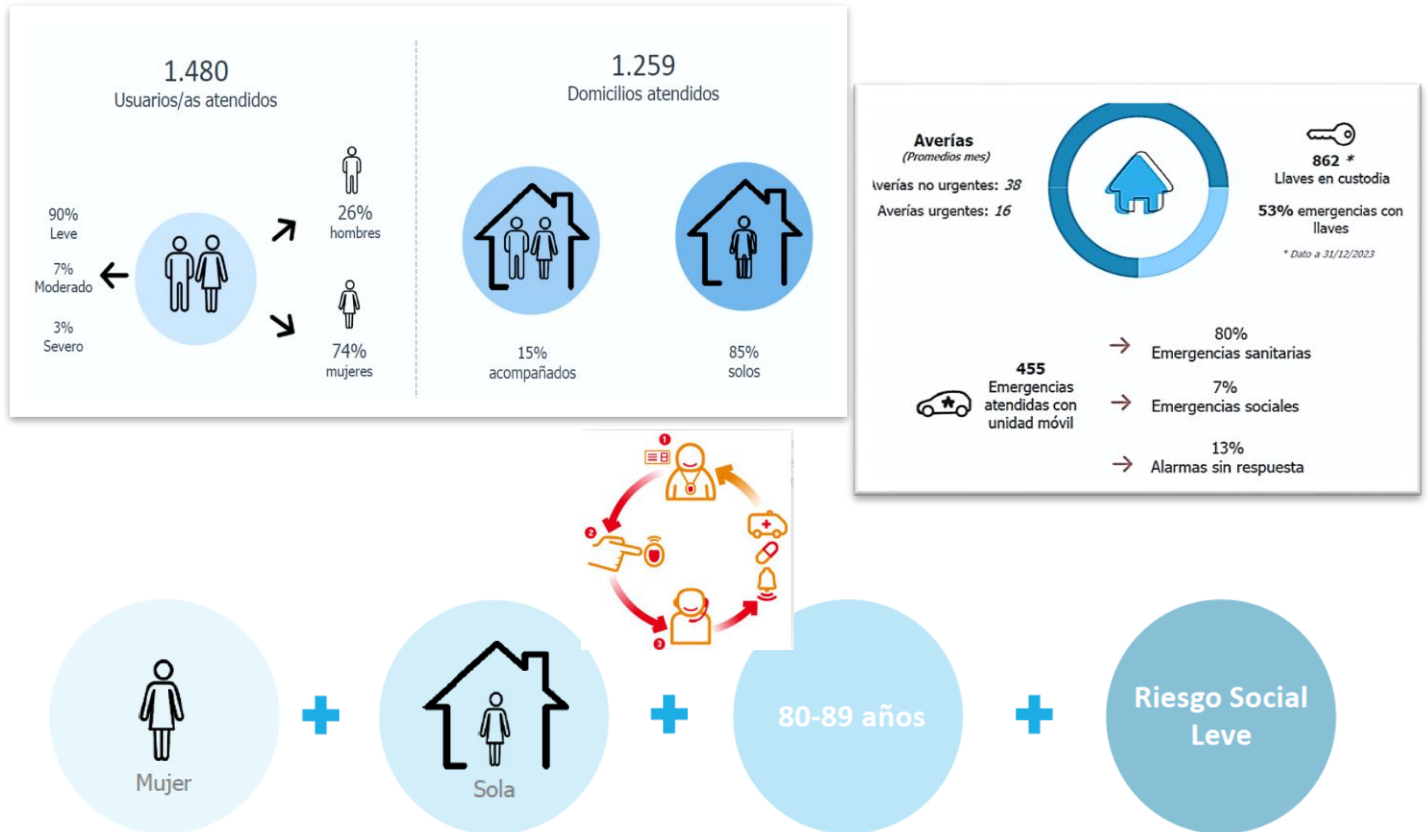 1.480
Usuarios/as atendidos
90%
Leve
7%
Moderado
3%
Severo
26%
hombres
74%
mujeres
1.259
Domicilios atendidos
15%
acompañados
85%
solos
Averías
(Promedios mes)
Averías no urgentes: 38
Averías urgentes: 16
862 *
Llaves en custodia
53% emergencias con
llaves
* Dato a 31/12/2023
455
Emergencias
atendidas con
unidad móvil
80%
Emergencias sanitarias
7%
Emergencias sociales
13%
Alarmas sin respuesta
1
2
3
Mujer
Sola
80-89 años
Riesgo Social
Leve